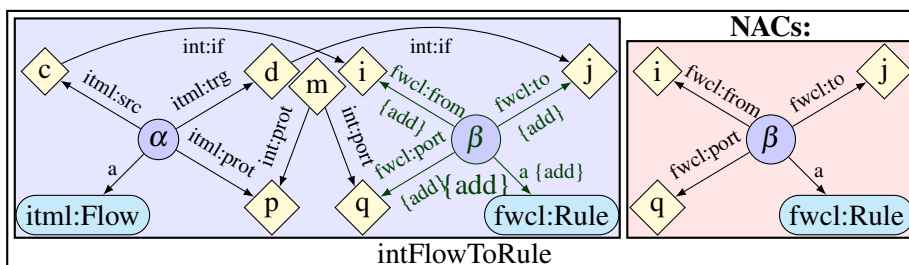 NACs:
int:if
int:if
c
d
m
i
j
itml:src
itml:trg
fwcl:from
{add}
fwcl:to
{add}
α
β
itml:prot
int:prot
int:port
fwcl:port
{add}
{add}
a
a {add}
itml:Flow
p
q
fwcl:Rule
i
j
fwcl:from
fwcl:to
β
fwcl:port
a
q
fwcl:Rule
intFlowToRule